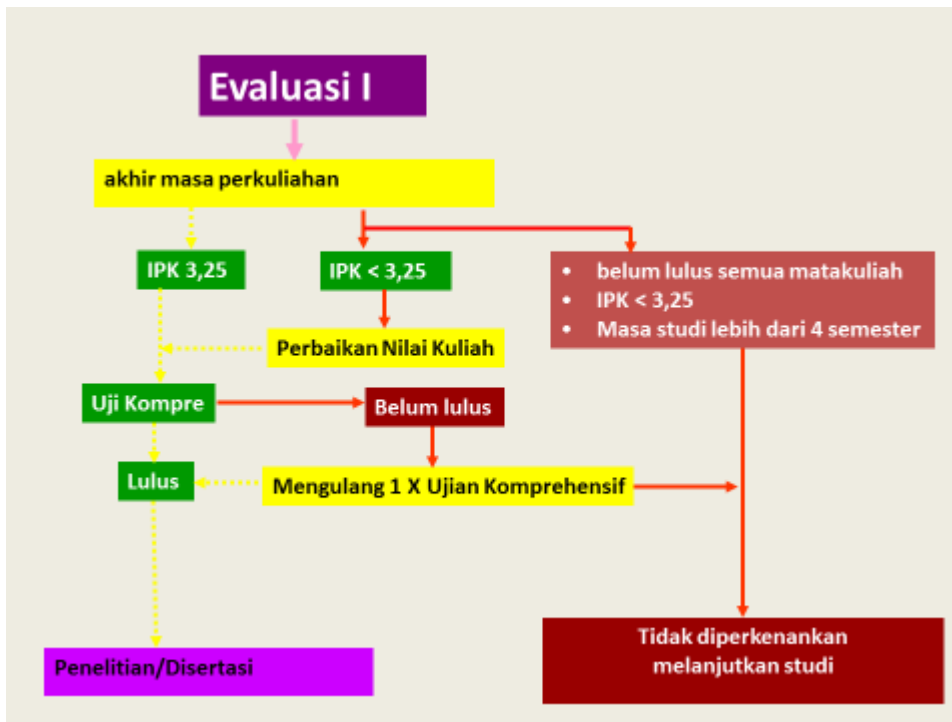 Evaluasi I
akhir masa perkuliahan
IPK 3,25
IPK < 3,25
• belum lulus semua matakuliah
• IPK < 3,25
• Masa studi lebih dari 4 semester
Perbaikan Nilai Kuliah
Uji Kompre
Belum lulus
Lulus
Mengulang 1 X Ujian Komprehensif
Penelitian/Disertasi
Tidak diperkenankan
melanjutkan studi